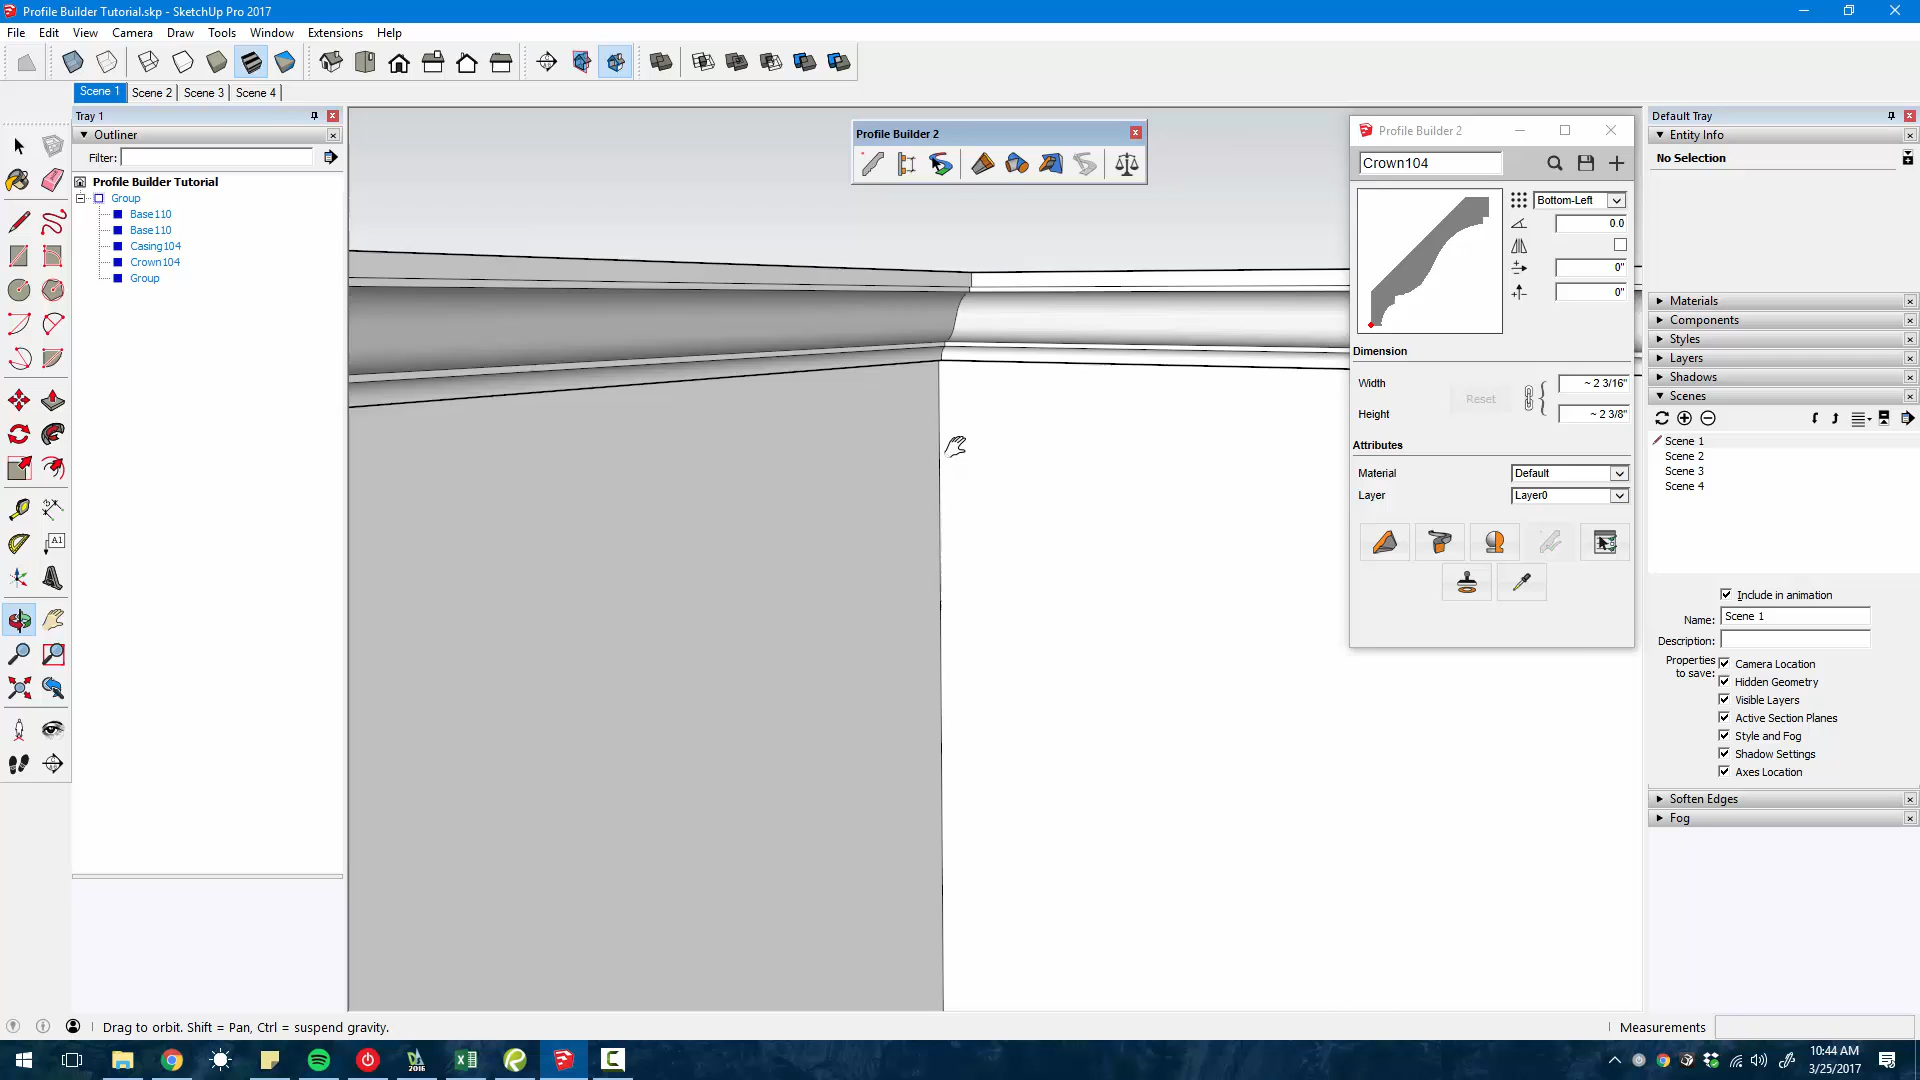 Profile Builder Tutorial.skp - SketchUp Pro 2017
File Edit View Camera Draw Tools Window Extensions Help
Scene 1 Scene 2 Scene 3 Scene 4
Tray 1
Outliner
Filter:
Profile Builder Tutorial
Group
Base110
Base110
Casing104
Crown104
Group
A1
Profile Builder 2
Profile Builder 2
Crown104
Bottom-Left
0.0
0"
0"
Dimension
Width ~ 2 3/16"
Reset
Height ~ 2 3/8"
Attributes
Material Default
Layer Layer0
Default Tray
Entity Info
No Selection
Materials
Components
Styles
Layers
Shadows
Scenes
Scene 1
Scene 2
Scene 3
Scene 4
Include in animation
Name: Scene 1
Description:
Properties to save:
Camera Location
Hidden Geometry
Visible Layers
Active Section Planes
Style and Fog
Shadow Settings
Axes Location
Soften Edges
Fog
Drag to orbit. Shift = Pan, Ctrl = suspend gravity.
Measurements
2016
10:44 AM
3/25/2017